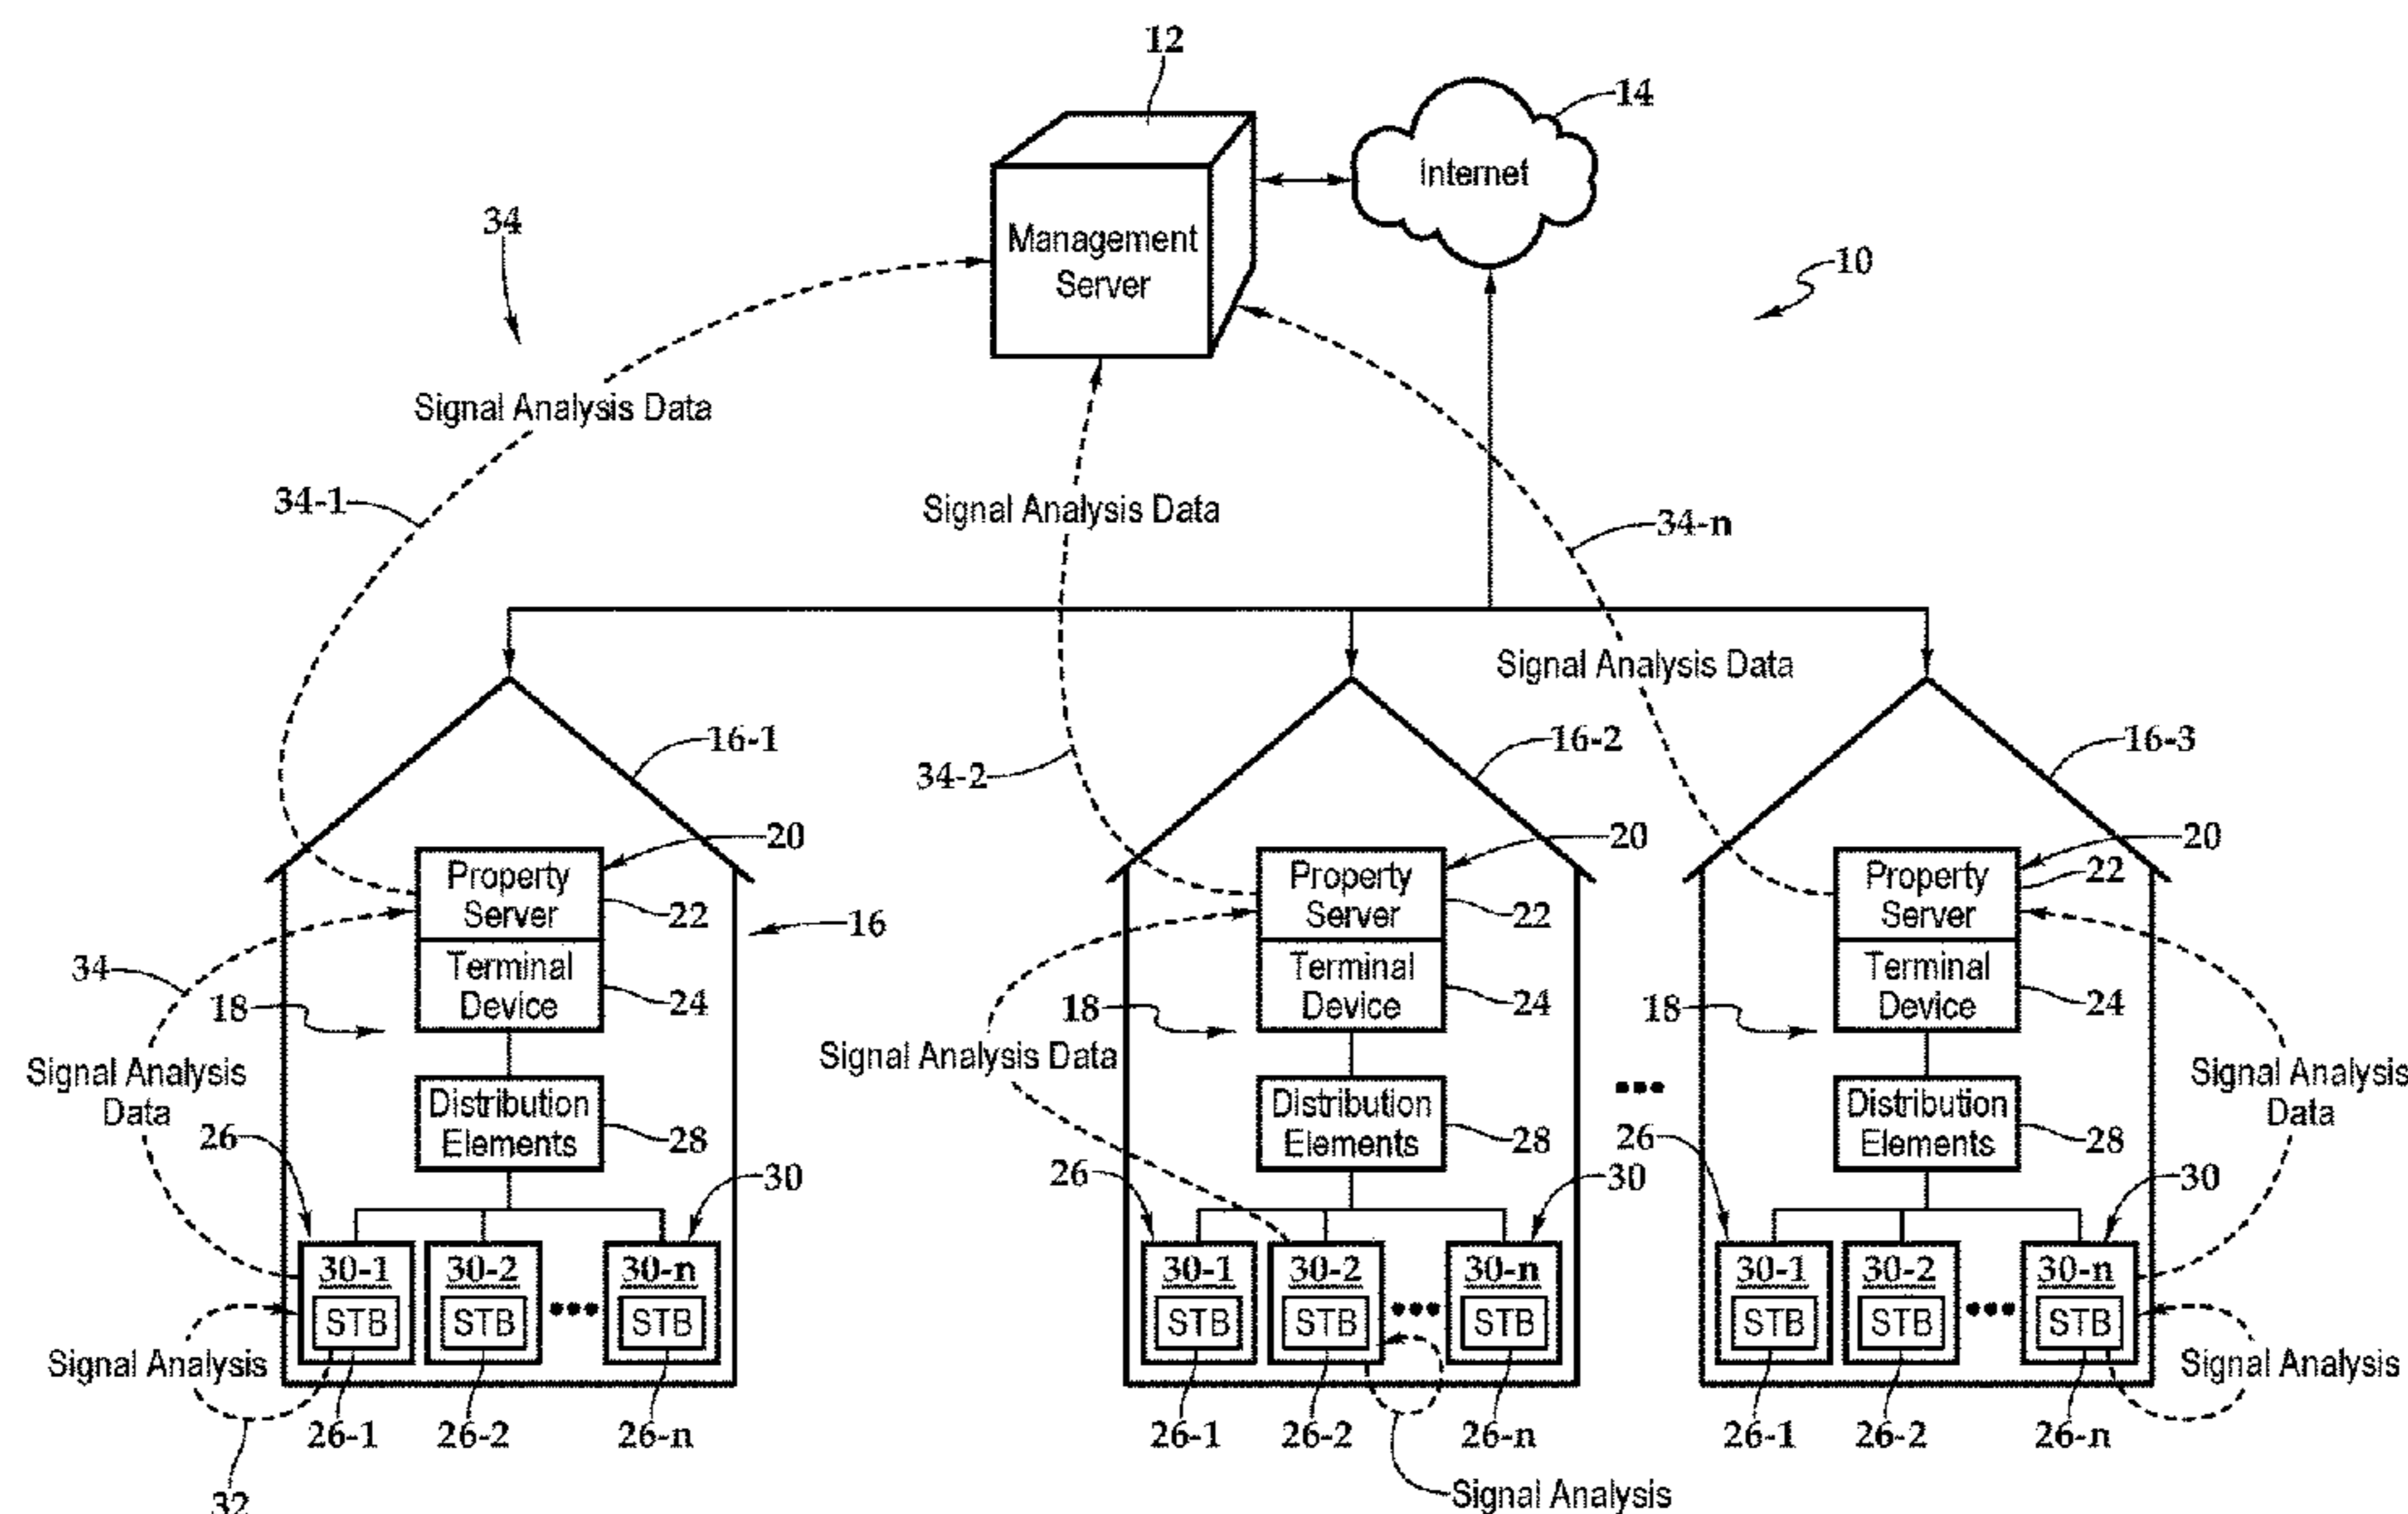 12
14
Internet
Management
Server
34
10
Signal Analysis Data
34-1
Signal Analysis Data
34-n
Signal Analysis Data
16-1
34-2
16-2
16-3
Property
Server
20
22
16
Terminal
Device
24
34
18
Signal Analysis
Data
Distribution
Elements
28
26
30
30-1
30-2
30-n
STB
STB
STB
Signal Analysis
26-1
26-2
26-n
32
Property
Server
20
22
Terminal
Device
24
18
Signal Analysis Data
Distribution
Elements
28
26
30
30-1
30-2
30-n
STB
STB
STB
26-1
26-2
26-n
Signal Analysis
Property
Server
20
22
Terminal
Device
24
18
Signal Analysis
Data
Distribution
Elements
28
26
30
30-1
30-2
30-n
STB
STB
STB
Signal Analysis
26-1
26-2
26-n